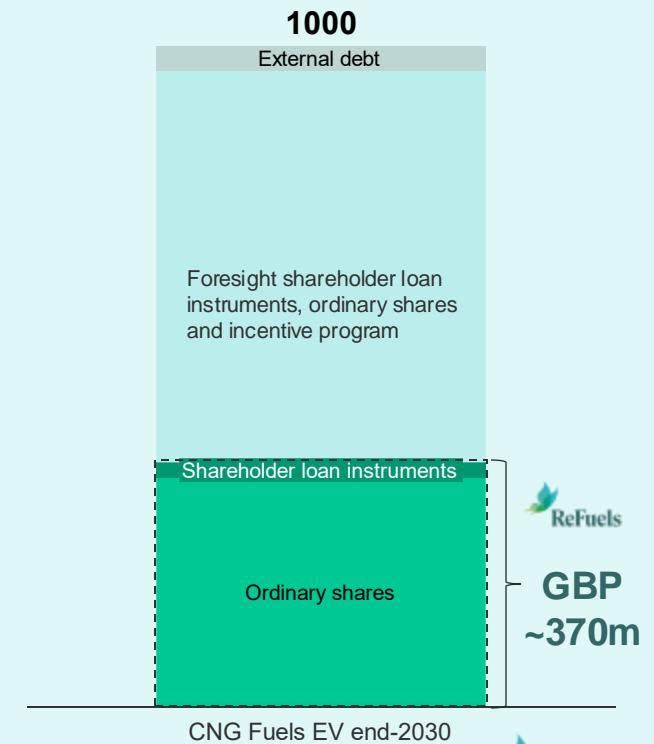 1000
External debt
Foresight shareholder loan
instruments, ordinary shares
and incentive program
Shareholder loan instruments
ReFuels
Ordinary shares
GBP
~370m
CNG Fuels EV end-2030